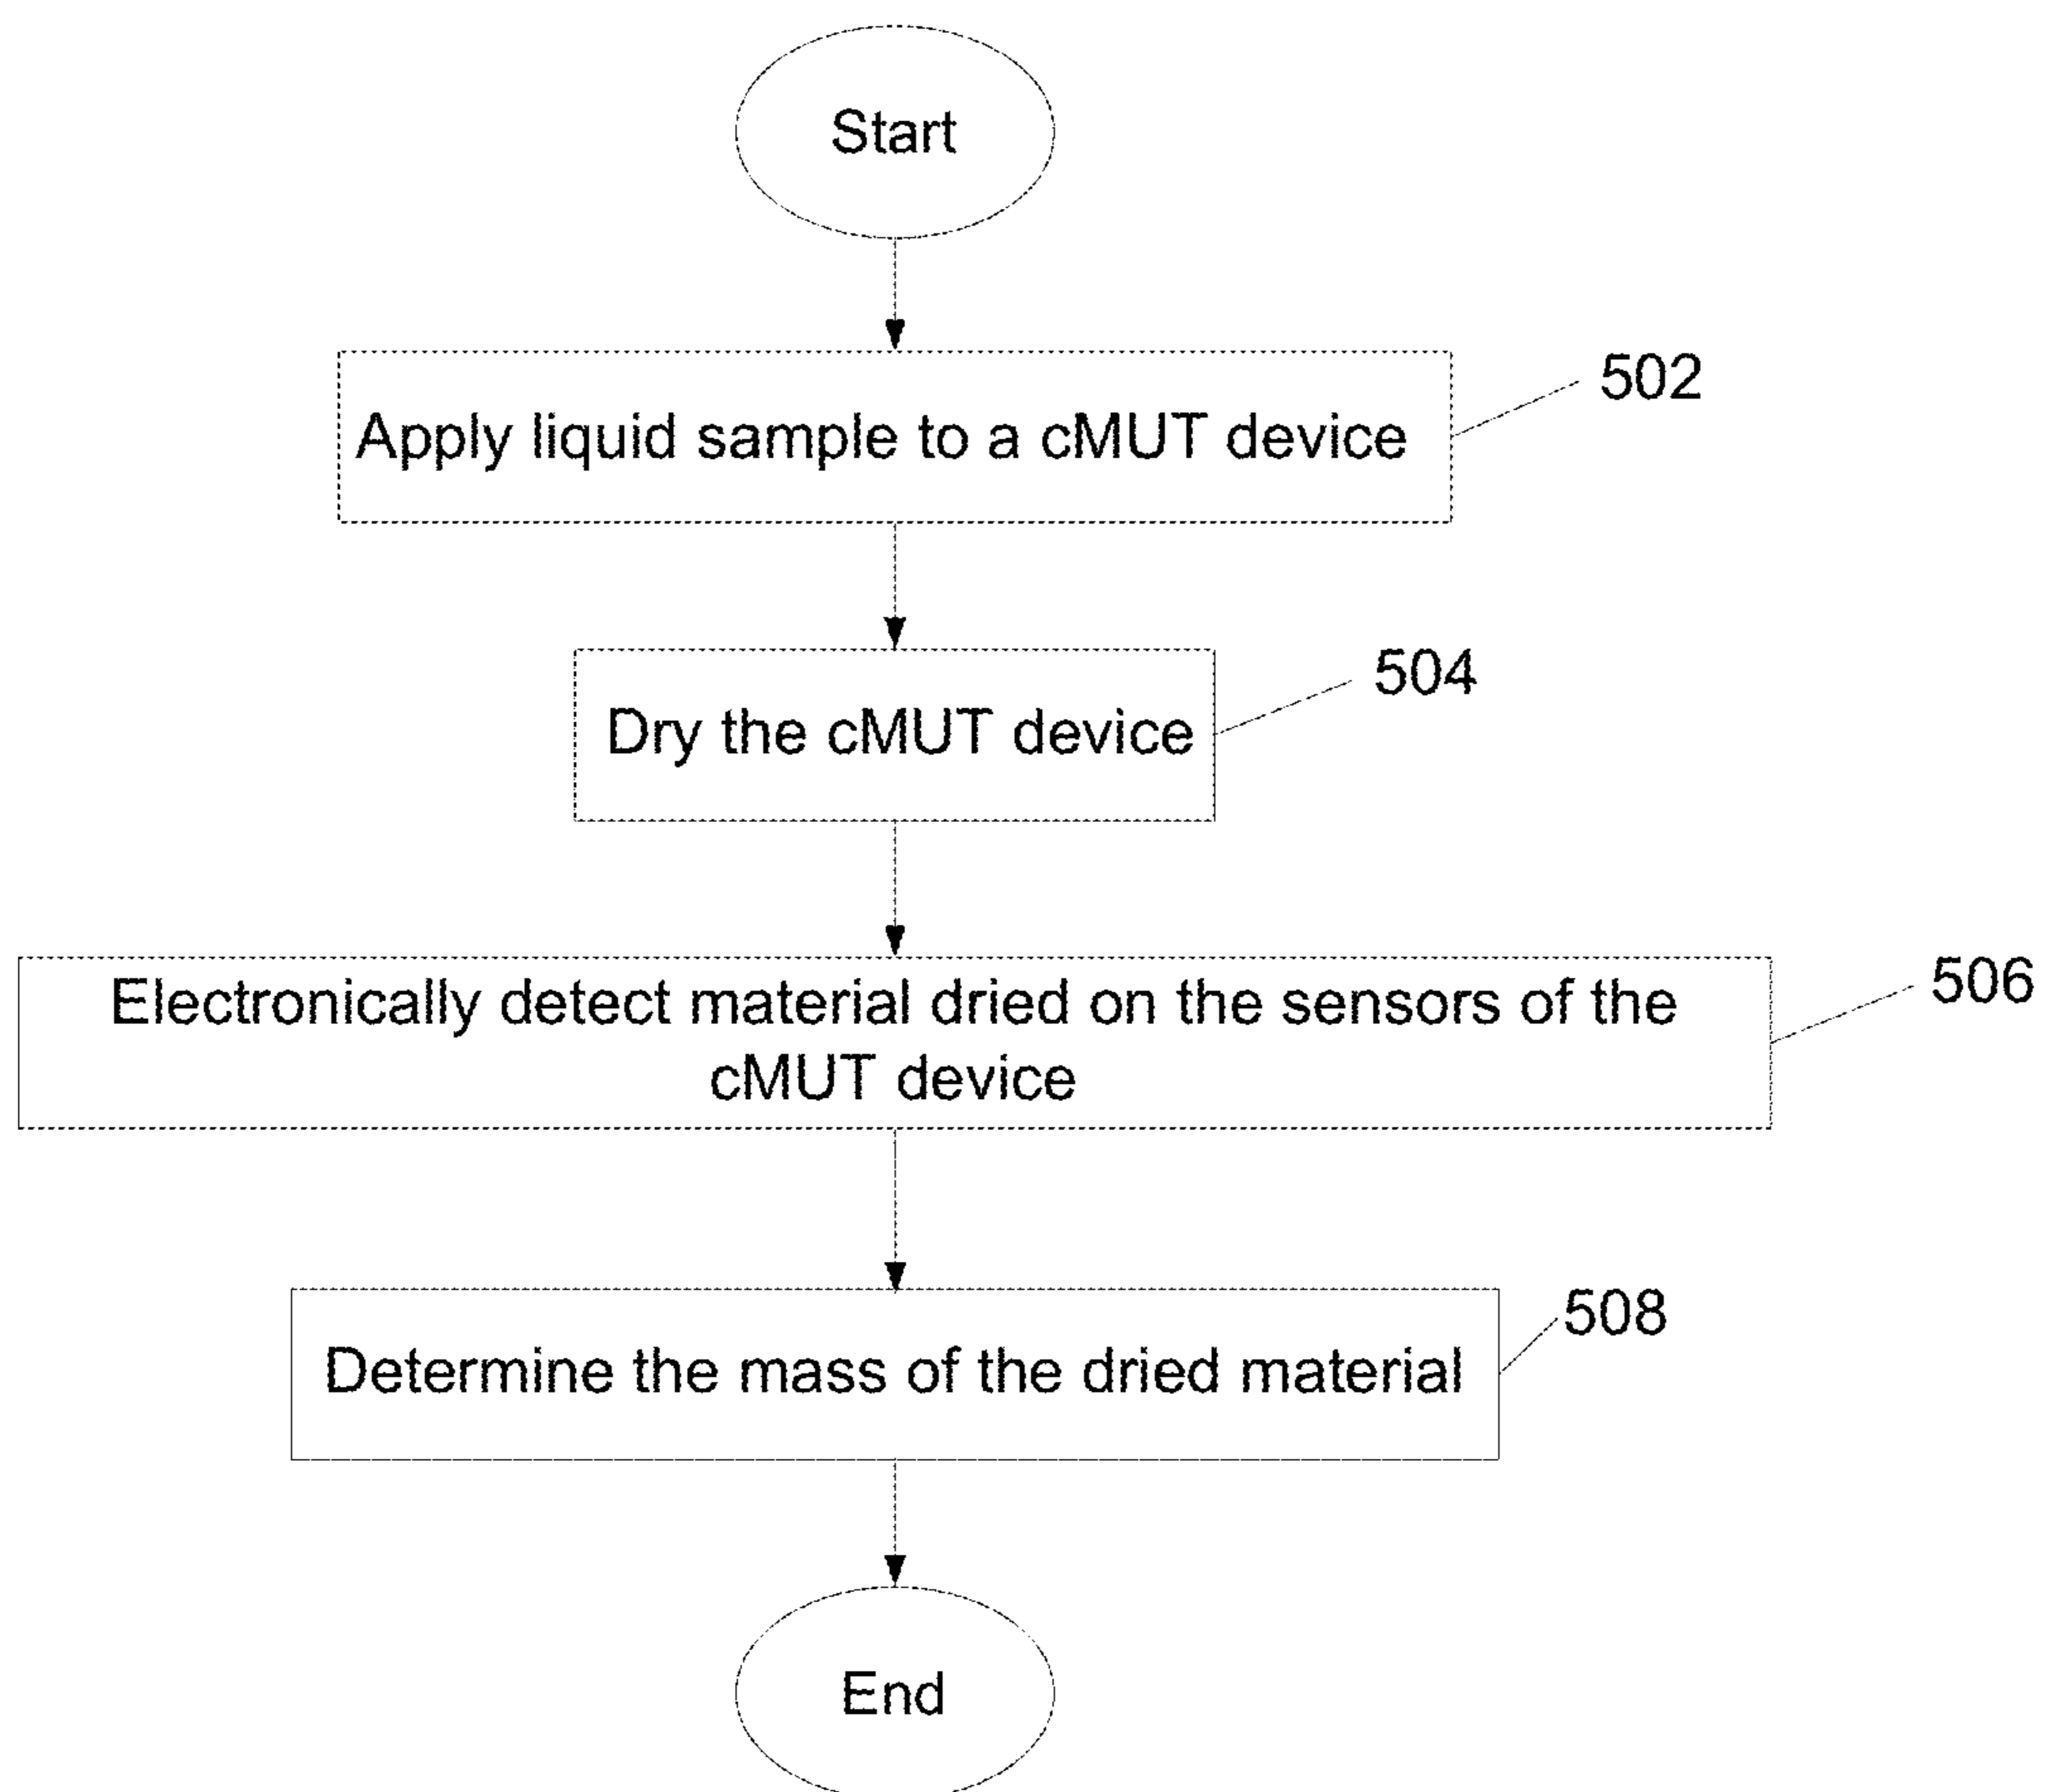 Start
502
Apply liquid sample to a cMUT device
504
Dry the cMUT device
506
Electronically detect material dried on the sensors of the
cMUT device
508
Determine the mass of the dried material
End